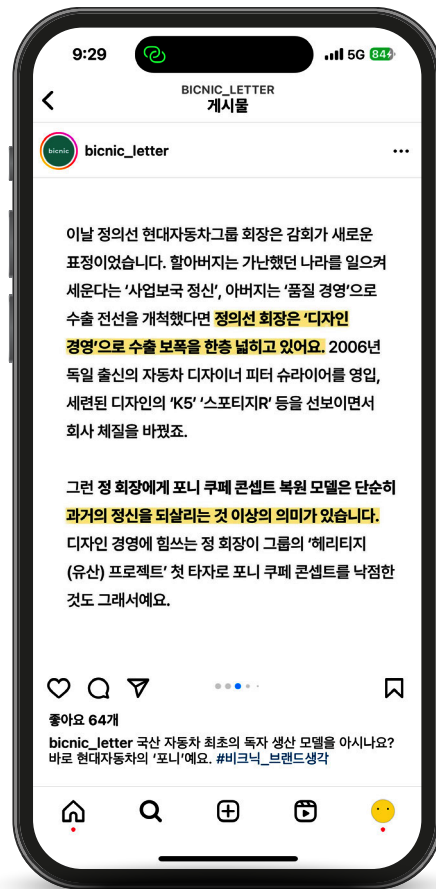 9:29
5G 84
BICNIC_LETTER
게시물
bicnic
bicnic_letter
이날 정의선 현대자동차그룹 회장은 감회가 새로운
표정이었습니다. 할아버지는 가난했던 나라를 일으켜
세운다는 ‘사업보국 정신’, 아버지는 ‘품질 경영’으로
수출 전선을 개척했다면 정의선 회장은 ‘디자인
경영’으로 수출 보폭을 한층 넓히고 있어요. 2006년
독일 출신의 자동차 디자이너 피터 슈라이어를 영입,
세련된 디자인의 ‘K5’ ‘스포티지R’ 등을 선보이면서
회사 체질을 바꿨죠.
그런 정 회장에게 포니 쿠페 콘셉트 복원 모델은 단순히
과거의 정신을 되살리는 것 이상의 의미가 있습니다.
디자인 경영에 힘쓰는 정 회장이 그룹의 ‘헤리티지
(유산) 프로젝트’ 첫 타자로 포니 쿠페 콘셉트를 낙점한
것도 그래서예요.
좋아요 64개
bicnic_letter 국산 자동차 최초의 독자 생산 모델을 아시나요?
바로 현대자동차의 ‘포니’예요. #비크닉_브랜드생각